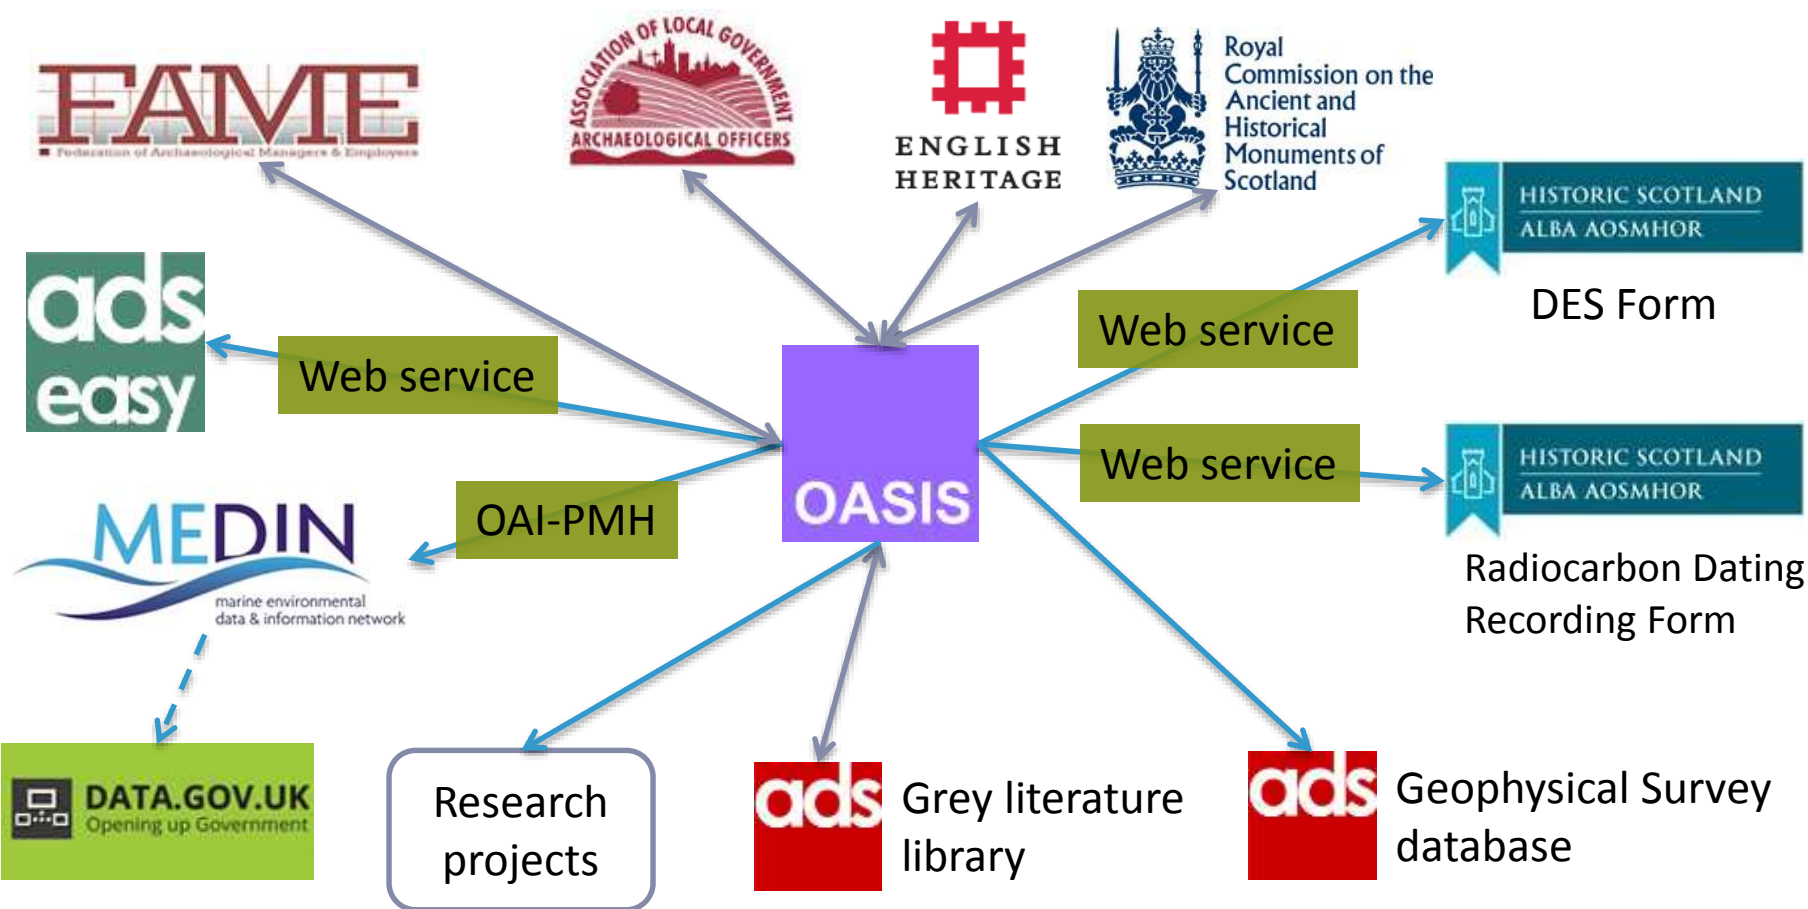 FAME
Federation of Archaeological Managers & Employers
ASSOCIATION OF LOCAL GOVERNMENT
ARCHAEOLOGICAL OFFICERS
ENGLISH
HERITAGE
Royal
Commission on the
Ancient and
Historical
Monuments of
Scotland
HISTORIC SCOTLAND
ALBA AOSMHOR
DES Form
ads
easy
Web service
Web service
Web service
OASIS
HISTORIC SCOTLAND
ALBA AOSMHOR
Radiocarbon Dating
Recording Form
OAI-PMH
MEDIN
marine environmental
data & information network
DATA.GOV.UK
Opening up Government
Research
projects
ads
Grey literature
library
ads
Geophysical Survey
database